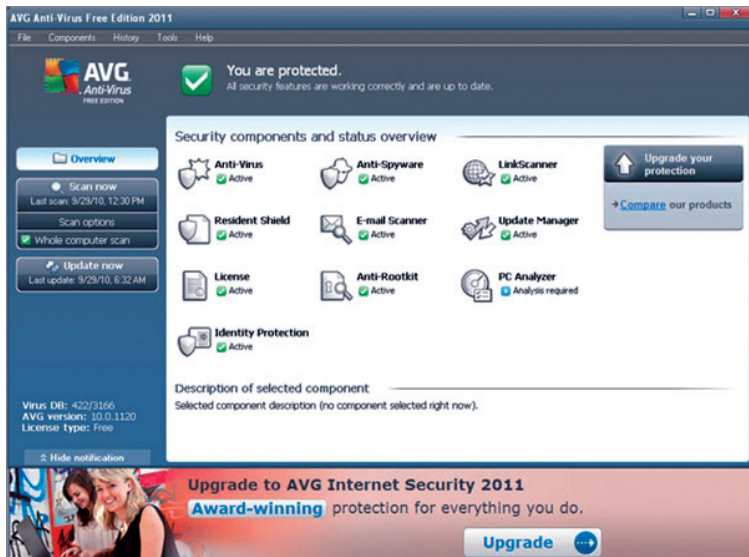 AVG Anti-Virus Free Edition 2011
File Components History Tools Help
AVG.
Anti-Virus
FREE EDITION
You are protected.
All security features are working correctly and are up to date.
Overview
Scan now
Last scan: 9/29/10, 12:30 PM
Scan options
Whole computer scan
Update now
Last update: 9/29/10, 6:32 AM
Virus DB: 422/3166
AVG version: 10.0.1120
License type: Free
Hide notification
Security components and status overview
Anti-Virus
Active
Anti-Spyware
Active
LinkScanner
Active
Resident Shield
Active
E-mail Scanner
Active
Update Manager
Active
License
Active
Anti-Rootkit
Active
PC Analyzer
Analysis required
Identity Protection
Active
Upgrade your
protection
Compare our products
Description of selected component
Selected component description (no component selected right now).
Upgrade to AVG Internet Security 2011
Award-winning protection for everything you do.
Upgrade